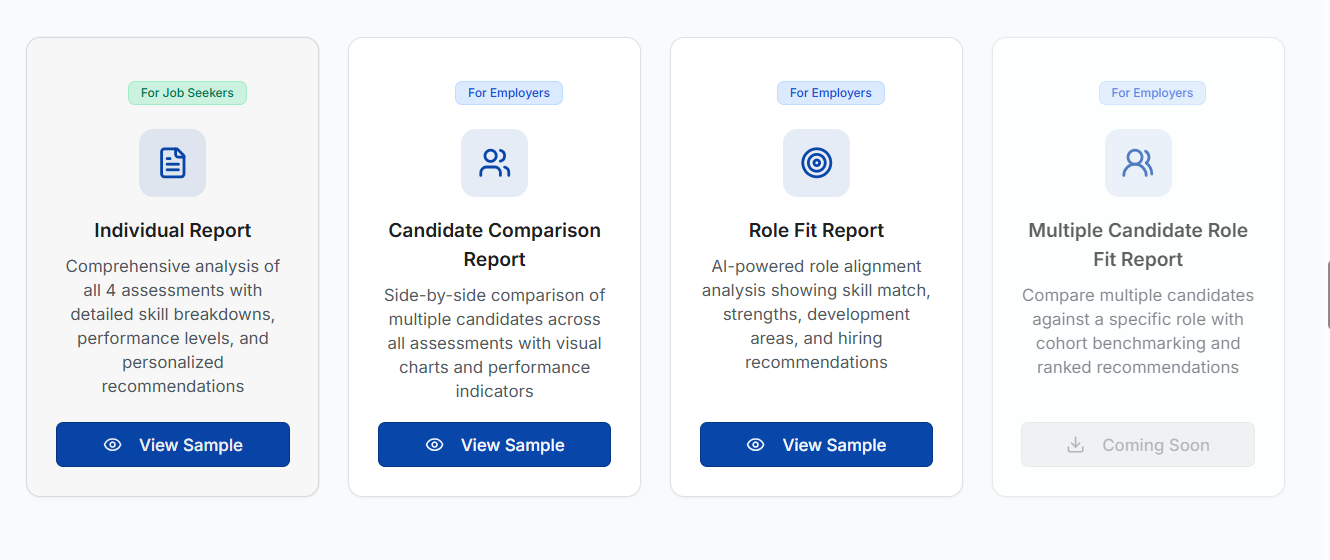 For Job Seekers
Individual Report
Comprehensive analysis of
all 4 assessments with
detailed skill breakdowns,
performance levels, and
personalized
recommendations
View Sample
For Employers
Candidate Comparison
Report
Side-by-side comparison of
multiple candidates across
all assessments with visual
charts and performance
indicators
View Sample
For Employers
Role Fit Report
AI-powered role alignment
analysis showing skill match,
strengths, development
areas, and hiring
recommendations
View Sample
For Employers
Multiple Candidate Role
Fit Report
Compare multiple candidates
against a specific role with
cohort benchmarking and
ranked recommendations
Coming Soon